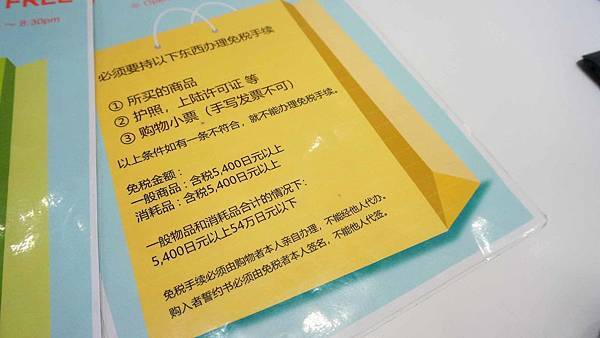 FREE
~ 8:30pm
※ Open
必须要持以下东西办理免税手续
① 所买的商品
② 护照，上陆许可证 等
③ 购物小票（手写发票不可）
以上条件如有一条不符合，就不能办理免税手续。
免税金额：
一般商品：含税5,400日元以上
消耗品：含税5,400日元以上
一般物品和消耗品合计的情况下：
5,400日元以上54万日元以下
免税手续必须由购物者本人亲自办理，不能经他人代办。
购入者誓约书必须由免税者本人签名，不能他人代签。